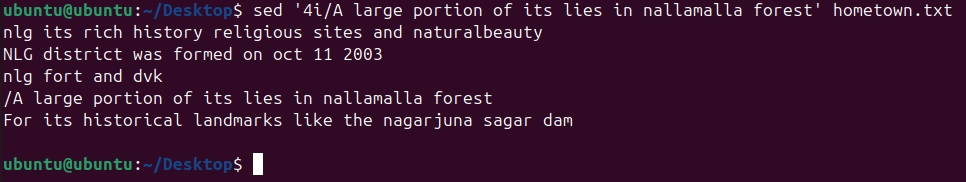 ubuntu@ubuntu:~/Desktop$ sed '4i/A large portion of its lies in nallamalla forest' hometown.txt
nlg its rich history religious sites and naturalbeauty
NLG district was formed on oct 11 2003
nlg fort and dvk
/A large portion of its lies in nallamalla forest
For its historical landmarks like the nagarjuna sagar dam
ubuntu@ubuntu:~/Desktop$